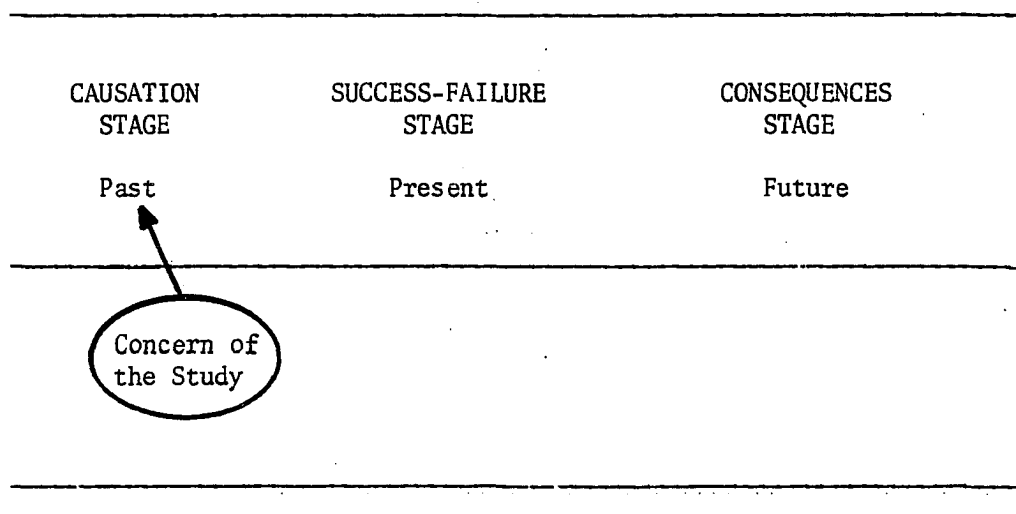 CAUSATION SUCCESS-FAILURE CONSEQUENCES
STAGE STAGE STAGE
Past Present Future
Concern of
the Study